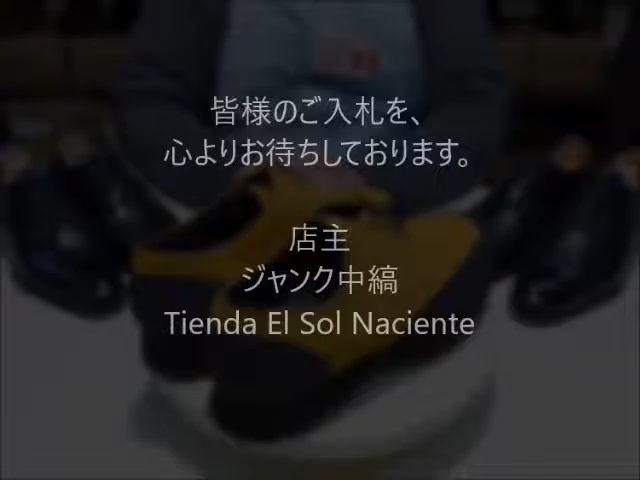 皆様のご入札を、
心よりお待ちしております。
店主
ジャンク中縞
Tienda El Sol Naciente